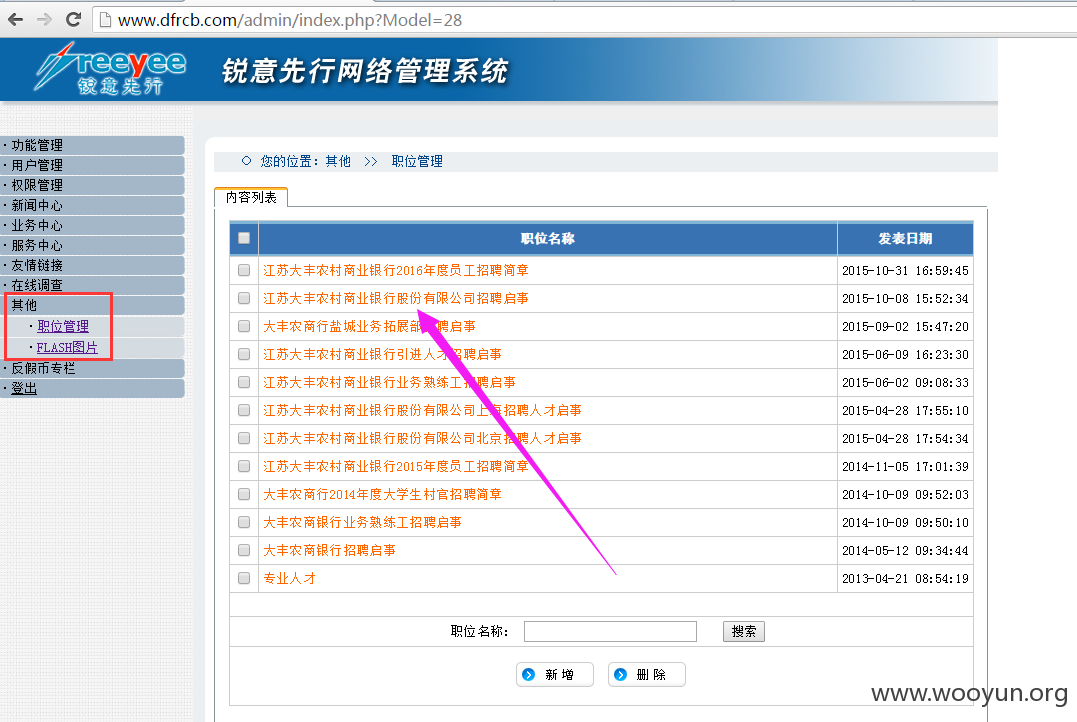 www.dfrcb.com/admin/index.php?Model=28
freeyee
锐意先行
锐意先行网络管理系统
· 功能管理
· 用户管理
· 权限管理
· 新闻中心
· 业务中心
· 服务中心
· 友情链接
· 在线调查
其他
· 职位管理
· FLASH图片
· 反假币专栏
· 登出
您的位置: 其他 >> 职位管理
内容列表
职位名称 发表日期
江苏大丰农村商业银行2016年度员工招聘简章 2015-10-31 16:59:45
江苏大丰农村商业银行股份有限公司招聘启事 2015-10-08 15:52:34
大丰农商行盐城业务拓展部招聘启事 2015-09-02 15:47:20
江苏大丰农村商业银行引进人才招聘启事 2015-06-09 16:23:30
江苏大丰农村商业银行业务熟练工招聘启事 2015-06-02 09:08:33
江苏大丰农村商业银行股份有限公司上海招聘人才启事 2015-04-28 17:55:10
江苏大丰农村商业银行股份有限公司北京招聘人才启事 2015-04-28 17:54:34
江苏大丰农村商业银行2015年度员工招聘简章 2014-11-05 17:01:39
大丰农商行2014年度大学生村官招聘简章 2014-10-09 09:52:03
大丰农商银行业务熟练工招聘启事 2014-10-09 09:50:10
大丰农商银行招聘启事 2014-05-12 09:34:44
专业人才 2013-04-21 08:54:19
职位名称: 搜索
新增 删除
www.wooyun.org